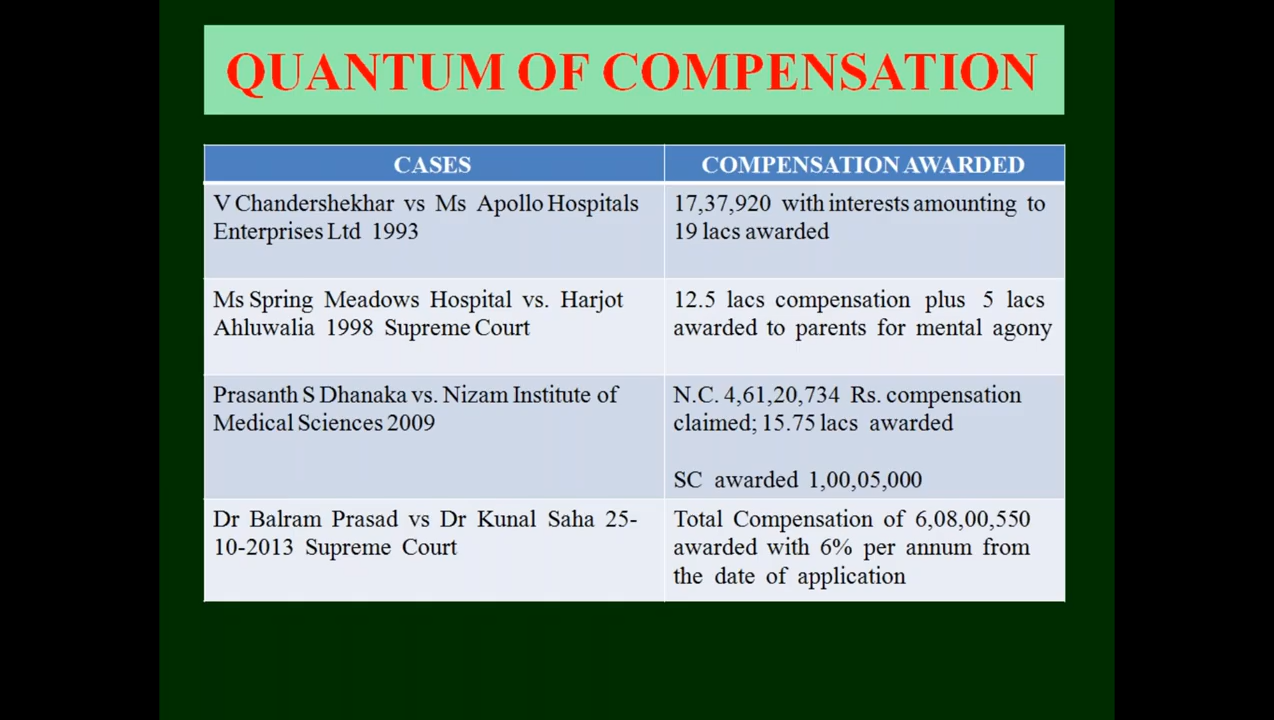 QUANTUM OF COMPENSATION
CASES
COMPENSATION AWARDED
V Chandershekhar vs Ms Apollo Hospitals
Enterprises Ltd 1993
17,37,920 with interests amounting to
19 lacs awarded
Ms Spring Meadows Hospital vs. Harjot
Ahluwalia 1998 Supreme Court
12.5 lacs compensation plus 5 lacs
awarded to parents for mental agony
Prasanth S Dhanaka vs. Nizam Institute of
Medical Sciences 2009
N.C. 4,61,20,734 Rs. compensation
claimed; 15.75 lacs awarded
SC awarded 1,00,05,000
Dr Balram Prasad vs Dr Kunal Saha 25-
10-2013 Supreme Court
Total Compensation of 6,08,00,550
awarded with 6% per annum from
the date of application